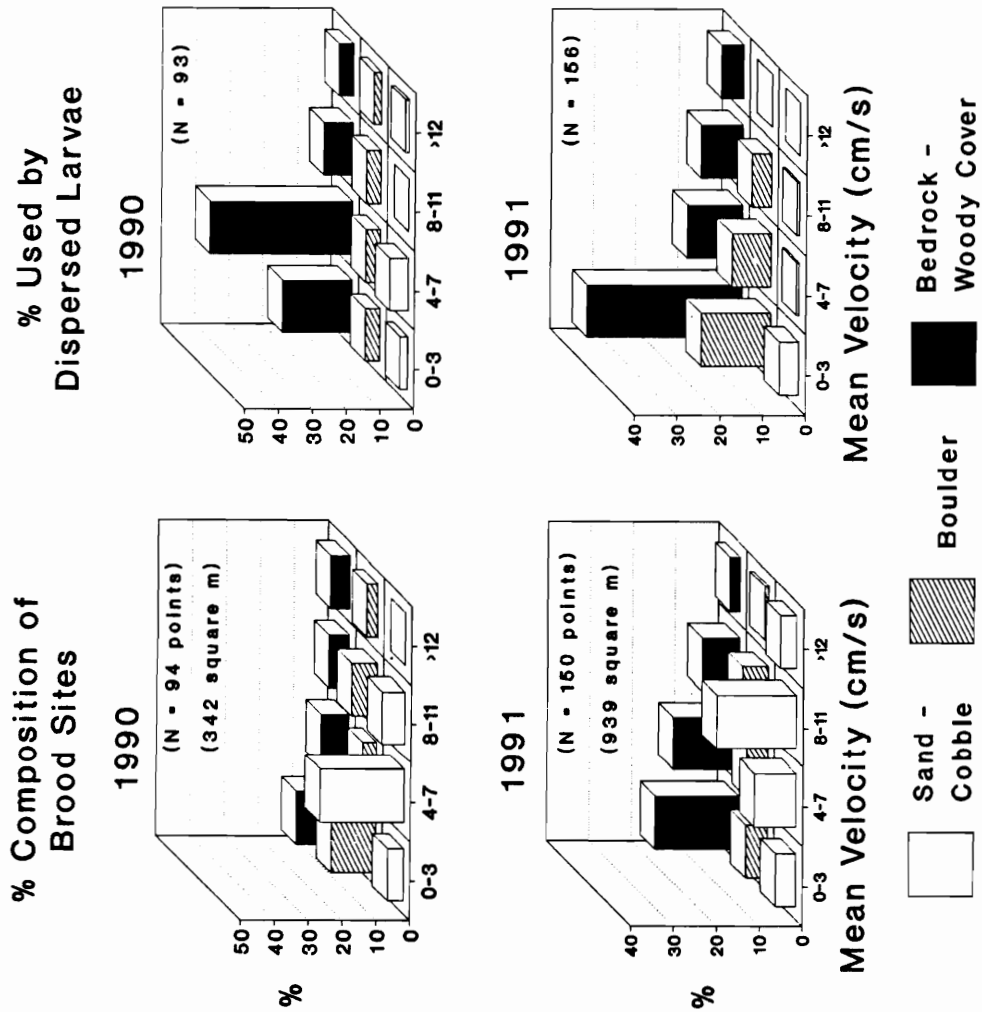 % Composition of
Brood Sites
% Used by
Dispersed Larvae
1990
(N = 94 points)
(342 square m)
%
50
40
30
20
10
0
0-3
4-7
8-11
>12
1990
(N = 93)
50
40
30
20
10
0
0-3
4-7
8-11
>12
1991
(N = 150 points)
(939 square m)
%
40
30
20
10
0
0-3
4-7
8-11
>12
Mean Velocity (cm/s)
1991
(N = 156)
40
30
20
10
0
0-3
4-7
8-11
>12
Mean Velocity (cm/s)
Sand -
Cobble
Boulder
Bedrock -
Woody Cover